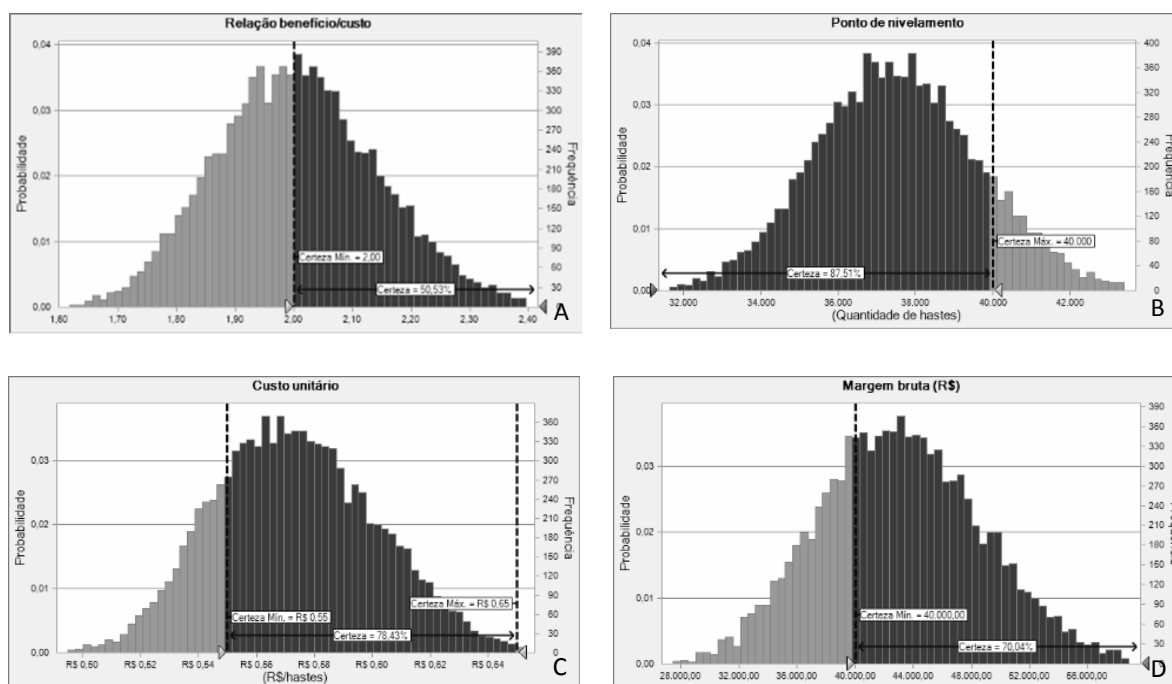 Relação benefício/custo
0,04
0,03
0,02
0,01
0,00
Probabilidade
390
360
330
300
270
240
210
180
150
120
90
60
30
0
Frequência
Certeza Mín. = 2,00
Certeza = 50,53%
1,60 1,70 1,80 1,90 2,00 2,10 2,20 2,30 2,40
A
Ponto de nivelamento
0,04
0,03
0,02
0,01
0,00
Probabilidade
400
360
320
280
240
200
160
120
80
40
0
Frequência
Certeza Máx. = 40.000
Certeza = 87,51%
32.000 34.000 36.000 38.000 40.000 42.000
(Quantidade de hastes)
B
Custo unitário
0,03
0,02
0,01
0,00
Probabilidade
360
330
300
270
240
210
180
150
120
90
60
30
0
Frequência
Certeza Máx. = R$ 0,65
Certeza Mín. = R$ 0,55
Certeza = 78,43%
R$ 0,50 R$ 0,52 R$ 0,54 R$ 0,56 R$ 0,58 R$ 0,60 R$ 0,62 R$ 0,64
(R$/hastes)
C
Margem bruta (R$)
0,03
0,02
0,01
0,00
Probabilidade
390
360
330
300
270
240
210
180
150
120
90
60
30
Certeza Mín. = 40.000,00
Certeza = 70,04%
28.000,00 32.000,00 36.000,00 40.000,00 44.000,00 48.000,00 52.000,00 56.000,00
D